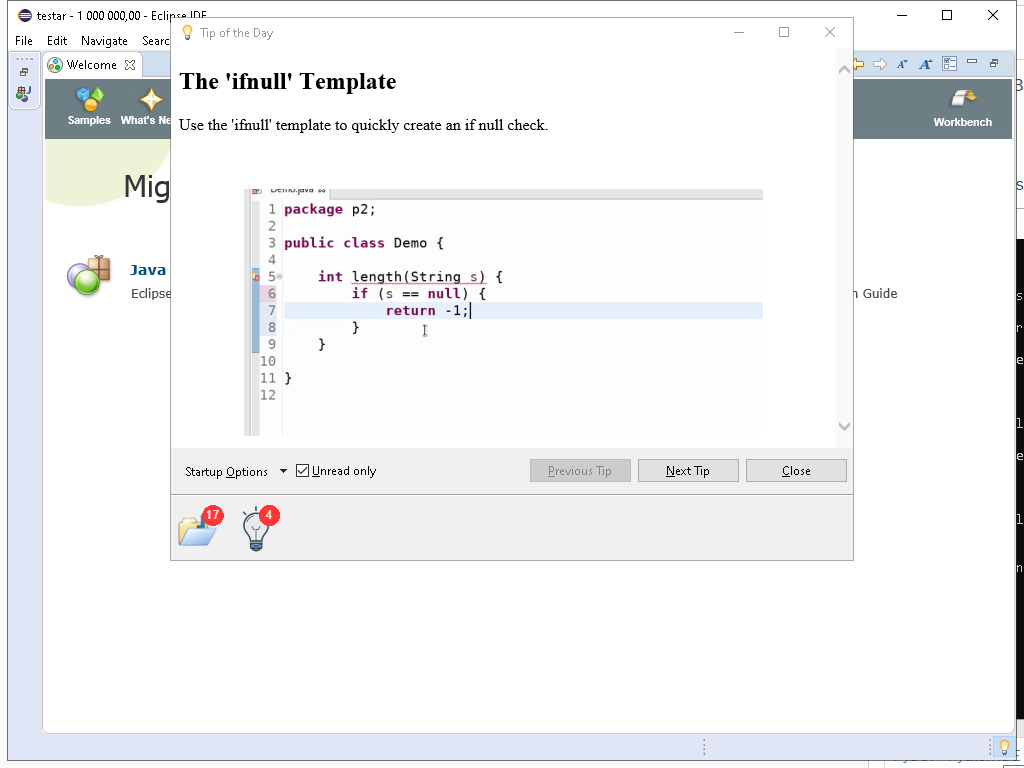 testar - 1 000 000,00 - Eclipse IDE
Tip of the Day
File Edit Navigate Searc
Welcome
The 'ifnull' Template
Samples
What's Ne
Workbench
Use the 'ifnull' template to quickly create an if null check.
Mig
Demo.java
1 package p2;
2
3 public class Demo {
4
5 int length(String s) {
6 if (s == null) {
7 return -1;
8 }
9 }
10
11 }
12
Java
Eclipse
n Guide
Startup Options
Unread only
Previous Tip
Next Tip
Close
17
4